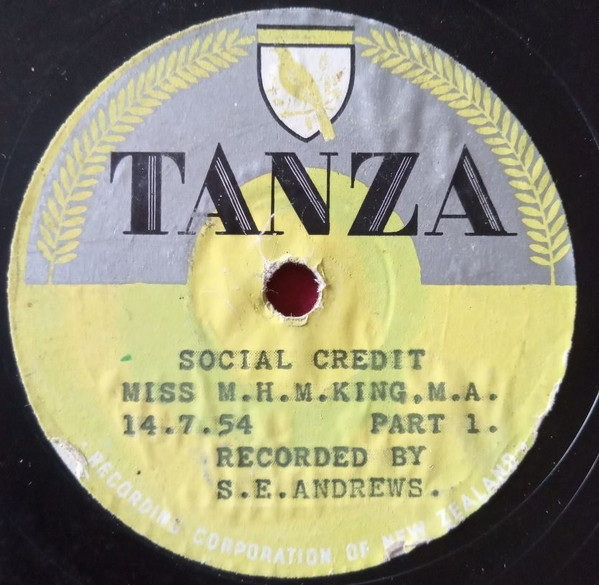 TANZA
SOCIAL CREDIT
MISS M.H.M.KING,M.A.
14.7.54 PART 1.
RECORDED BY
S.E.ANDREWS.
RECORDING CORPORATION OF NEW ZEALAND